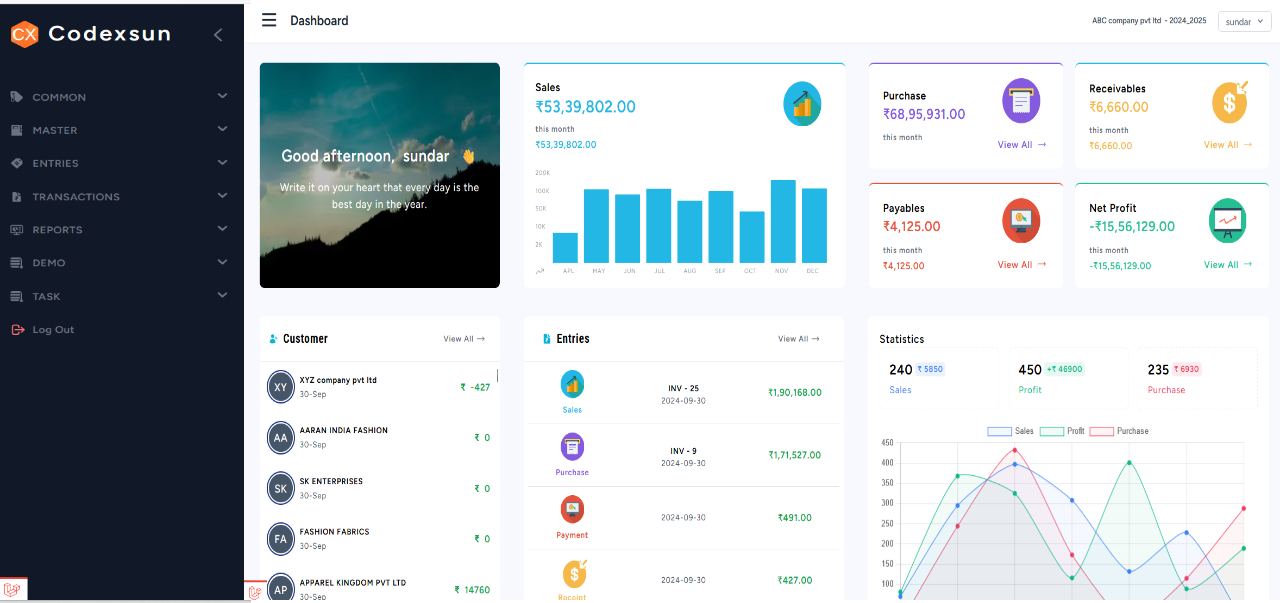 CX Codexsun
COMMON
MASTER
ENTRIES
TRANSACTIONS
REPORTS
DEMO
TASK
Log Out
Dashboard
ABC company pvt ltd - 2024_2025
sundar
Good afternoon, sundar 👋
Write it on your heart that every day is the
best day in the year.
Sales
₹53,39,802.00
this month
₹53,39,802.00
200K
100K
50K
10K
2K
APL MAY JUN JUL AUG SEP OCT NOV DEC
Purchase
₹68,95,931.00
this month
View All →
Receivables
₹6,660.00
this month
₹6,660.00
View All →
Payables
₹4,125.00
this month
₹4,125.00
View All →
Net Profit
-₹15,56,129.00
this month
-₹15,56,129.00
View All →
Customer
View All →
XY
XYZ company pvt ltd
30-Sep
₹ -427
AA
AARAN INDIA FASHION
30-Sep
₹ 0
SK
SK ENTERPRISES
30-Sep
₹ 0
FA
FASHION FABRICS
30-Sep
₹ 0
AP
APPAREL KINGDOM PVT LTD
30-Sep
₹ 14760
Entries
View All →
Sales
INV - 25
2024-09-30
₹1,90,168.00
Purchase
INV - 9
2024-09-30
₹1,71,527.00
Payment
2024-09-30
₹491.00
Receipt
2024-09-30
₹427.00
Statistics
240 ₹ 5850
Sales
450 +₹ 46900
Profit
235 ₹ 6930
Purchase
Sales Profit Purchase
450
400
350
300
250
200
150
100